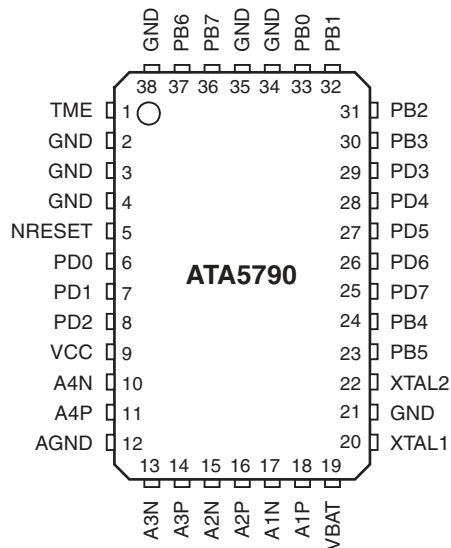 GND PB6 PB7 GND GND PB0 PB1
38 37 36 35 34 33 32
TME 1 31 PB2
GND 2 30 PB3
GND 3 29 PD3
GND 4 28 PD4
NRESET 5 27 PD5
PD0 6 26 PD6
ATA5790
PD1 7 25 PD7
PD2 8 24 PB4
VCC 9 23 PB5
A4N 10 22 XTAL2
A4P 11 21 GND
AGND 12 20 XTAL1
13 14 15 16 17 18 19
A3N A3P A2N A2P A1N A1P VBAT